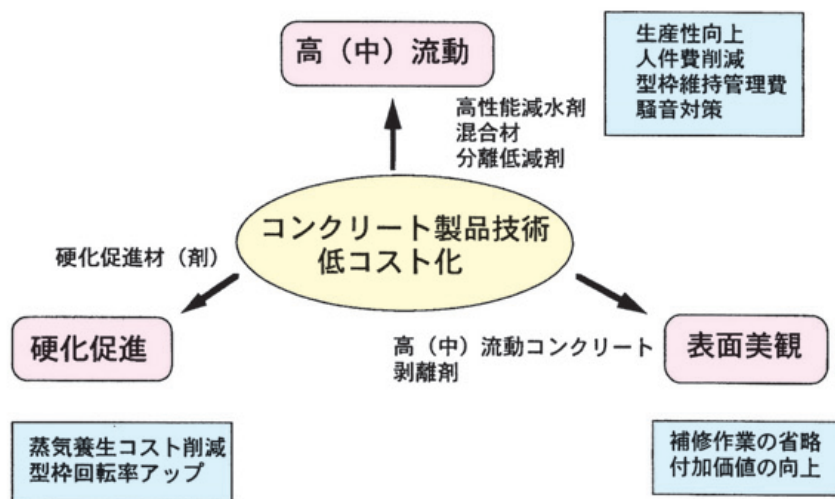 高（中）流動
生産性向上
人件費削減
型枠維持管理費
騒音対策
高性能減水剤
混合材
分離低減剤
コンクリート製品技術
低コスト化
硬化促進材（剤）
硬化促進
高（中）流動コンクリート
剥離剤
表面美観
蒸気養生コスト削減
型枠回転率アップ
補修作業の省略
付加価値の向上